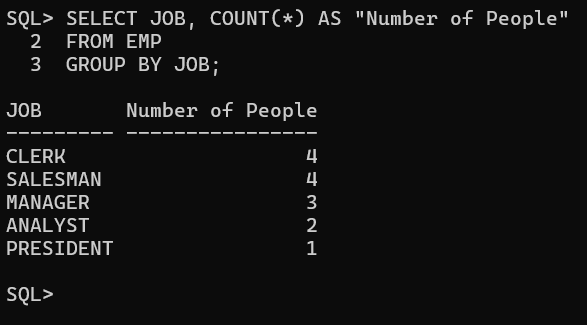 SQL> SELECT JOB, COUNT(*) AS "Number of People"
  2  FROM EMP
  3  GROUP BY JOB;
JOB       Number of People
--------- ----------------
CLERK                    4
SALESMAN                 4
MANAGER                  3
ANALYST                  2
PRESIDENT                1
SQL>